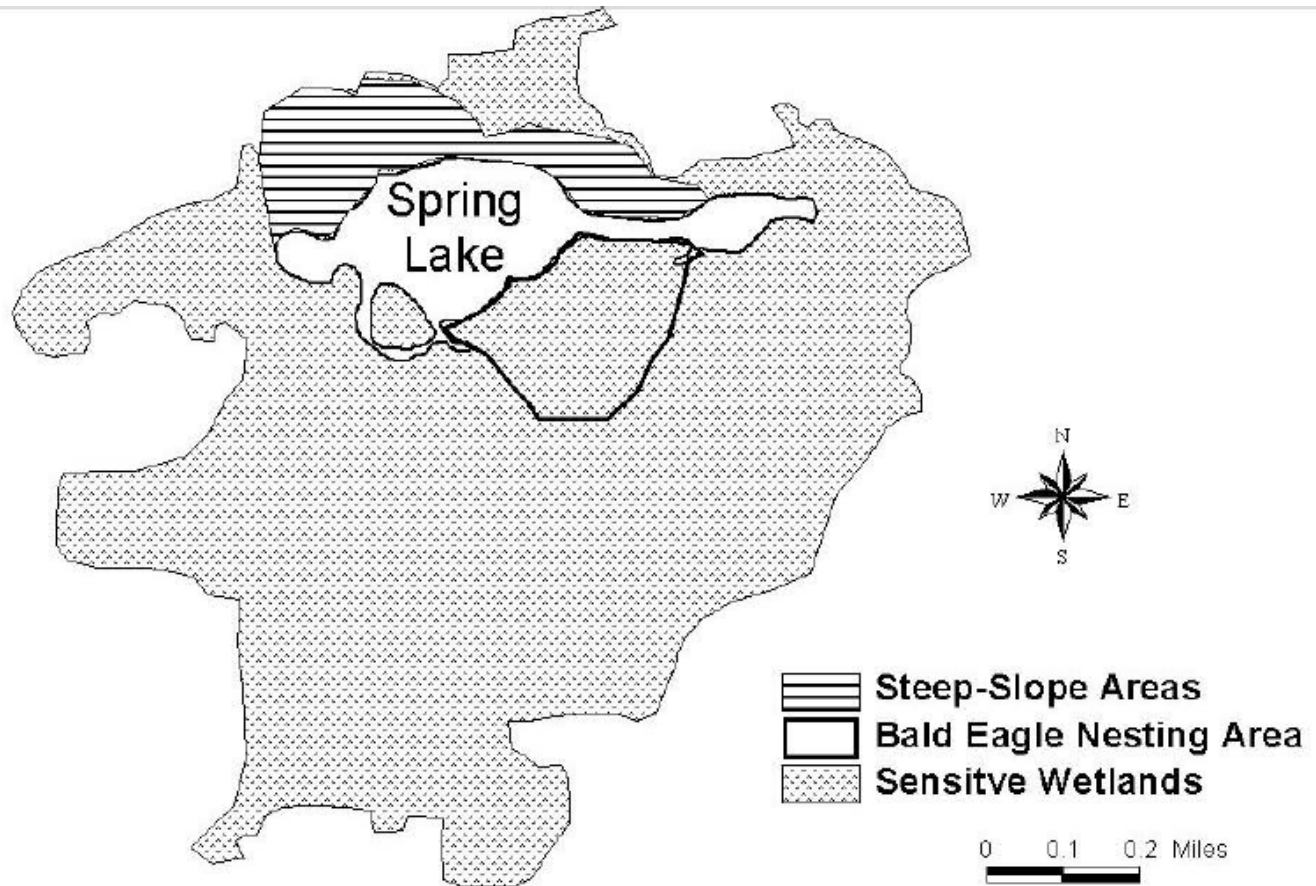 Spring
Lake
N
W E
S
Steep-Slope Areas
Bald Eagle Nesting Area
Sensitve Wetlands
0 0.1 0.2 Miles